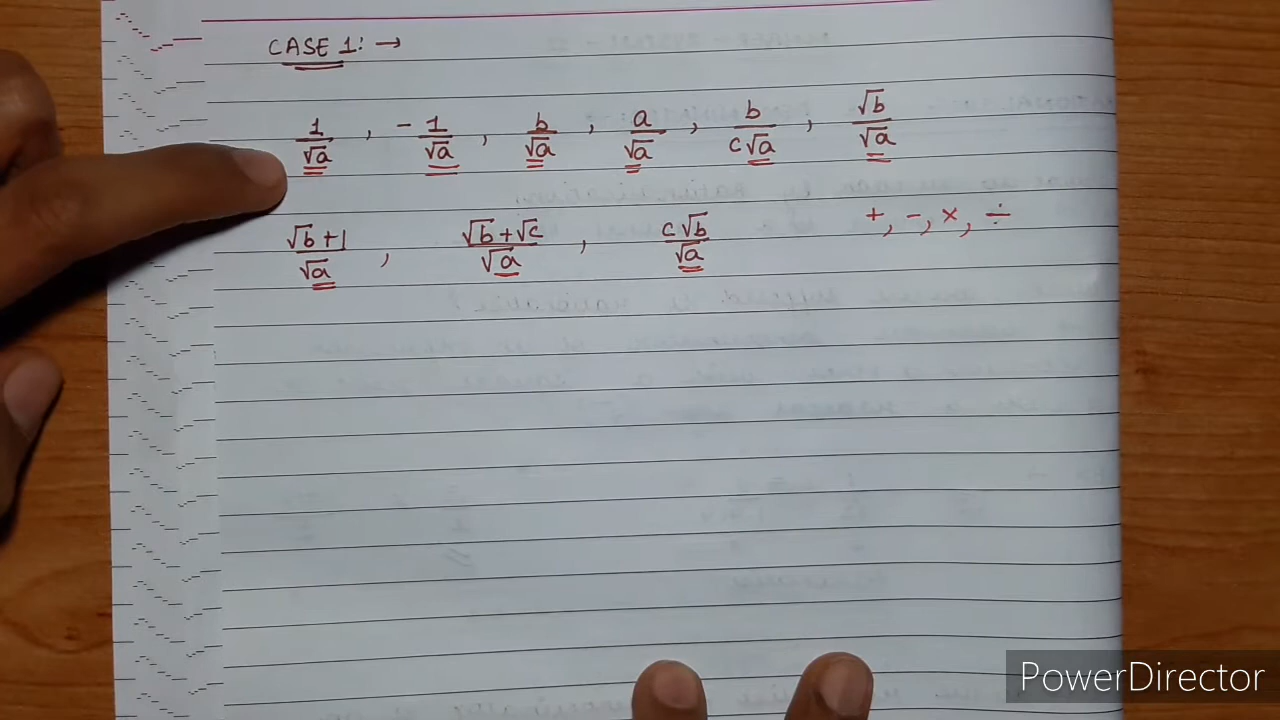 CASE 1: →
1/√a , - 1/√a , b/√a , a/√a , b/c√a , √b/√a
√b+1/√a , √b+√c/√a , c√b/√a +, -, ×, ÷
PowerDirector